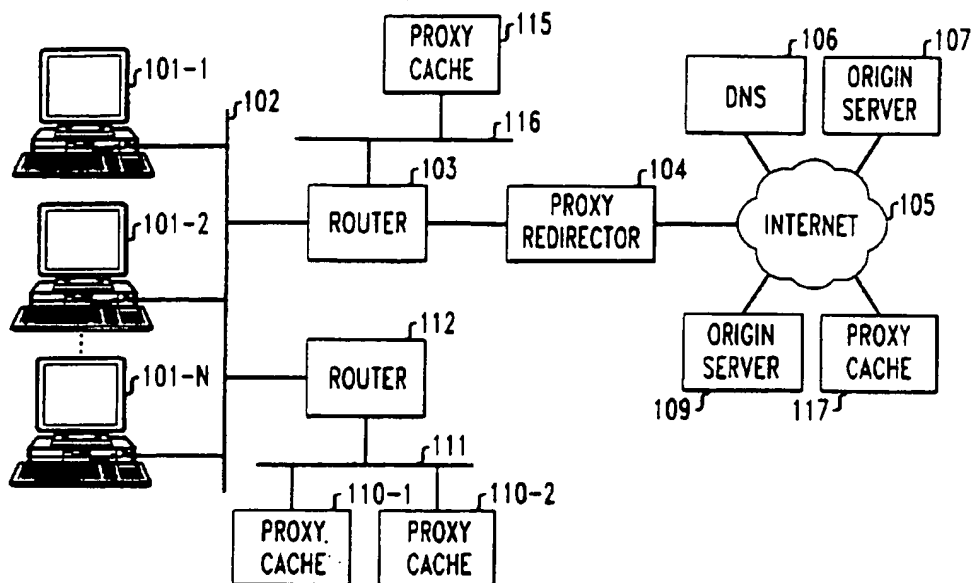 115
PROXY
CACHE
106
107
101-1
102
DNS
ORIGIN
SERVER
116
103
104
101-2
ROUTER
PROXY
REDIRECTOR
INTERNET
105
112
101-N
ROUTER
ORIGIN
SERVER
PROXY
CACHE
109
117
111
110-1
110-2
PROXY
CACHE
PROXY
CACHE